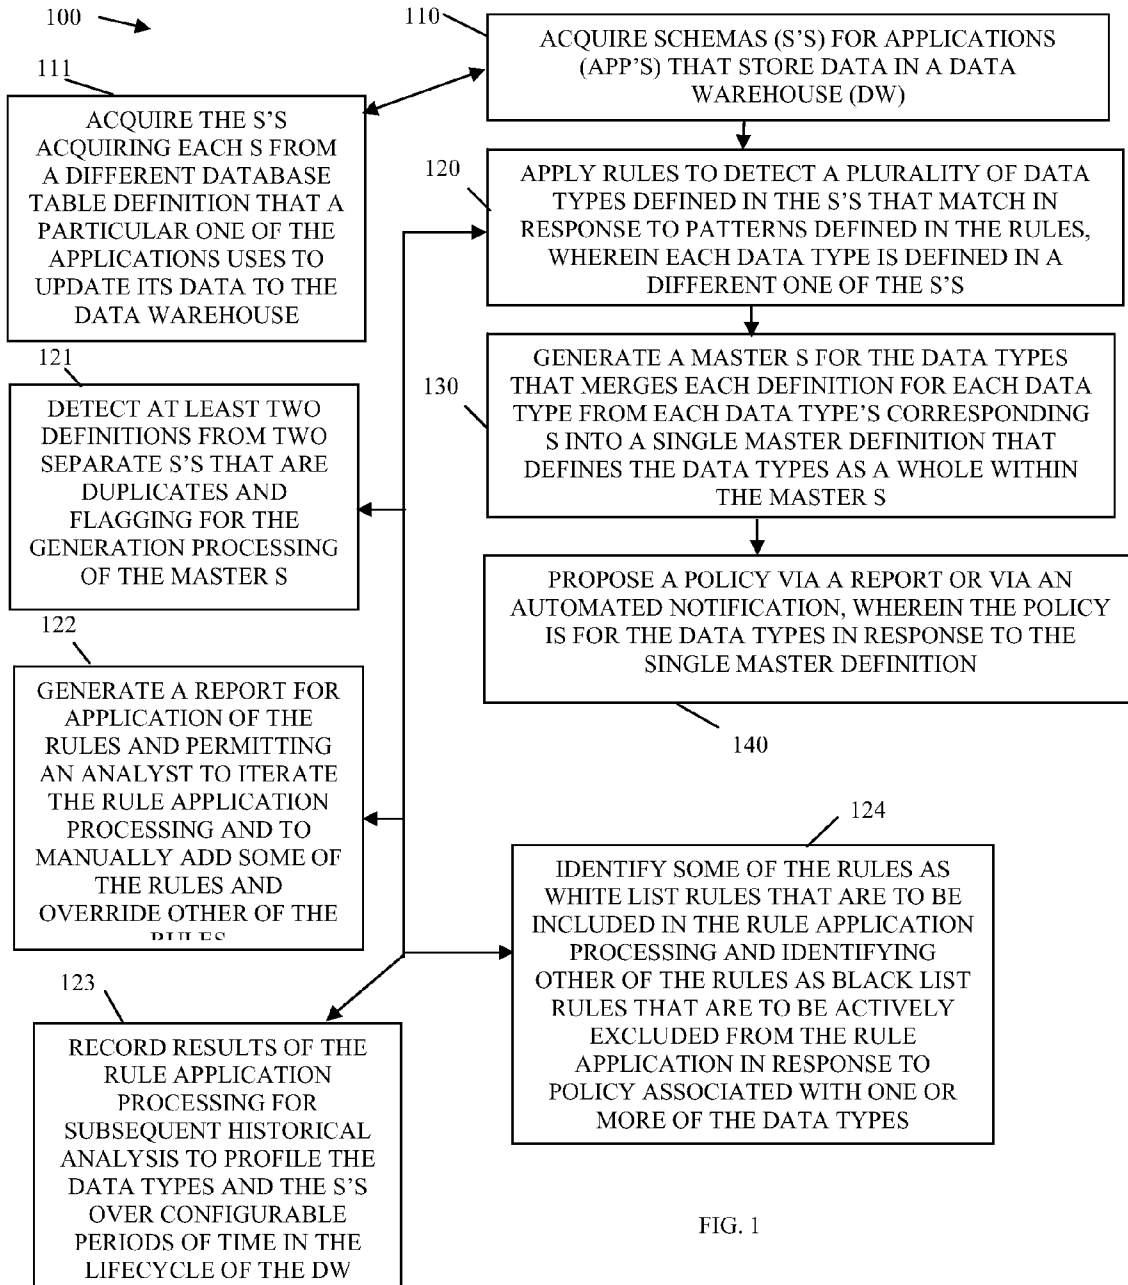 100
110
ACQUIRE SCHEMAS (S'S) FOR APPLICATIONS
(APP'S) THAT STORE DATA IN A DATA
WAREHOUSE (DW)
111
ACQUIRE THE S'S
ACQUIRING EACH S FROM
A DIFFERENT DATABASE
TABLE DEFINITION THAT A
PARTICULAR ONE OF THE
APPLICATIONS USES TO
UPDATE ITS DATA TO THE
DATA WAREHOUSE
120
APPLY RULES TO DETECT A PLURALITY OF DATA
TYPES DEFINED IN THE S'S THAT MATCH IN
RESPONSE TO PATTERNS DEFINED IN THE RULES,
WHEREIN EACH DATA TYPE IS DEFINED IN A
DIFFERENT ONE OF THE S'S
121
DETECT AT LEAST TWO
DEFINITIONS FROM TWO
SEPARATE S'S THAT ARE
DUPLICATES AND
FLAGGING FOR THE
GENERATION PROCESSING
OF THE MASTER S
130
GENERATE A MASTER S FOR THE DATA TYPES
THAT MERGES EACH DEFINITION FOR EACH DATA
TYPE FROM EACH DATA TYPE'S CORRESPONDING
S INTO A SINGLE MASTER DEFINITION THAT
DEFINES THE DATA TYPES AS A WHOLE WITHIN
THE MASTER S
PROPOSE A POLICY VIA A REPORT OR VIA AN
AUTOMATED NOTIFICATION, WHEREIN THE POLICY
IS FOR THE DATA TYPES IN RESPONSE TO THE
SINGLE MASTER DEFINITION
140
122
GENERATE A REPORT FOR
APPLICATION OF THE
RULES AND PERMITTING
AN ANALYST TO ITERATE
THE RULE APPLICATION
PROCESSING AND TO
MANUALLY ADD SOME OF
THE RULES AND
OVERRIDE OTHER OF THE
RULES
124
IDENTIFY SOME OF THE RULES AS
WHITE LIST RULES THAT ARE TO BE
INCLUDED IN THE RULE APPLICATION
PROCESSING AND IDENTIFYING
OTHER OF THE RULES AS BLACK LIST
RULES THAT ARE TO BE ACTIVELY
EXCLUDED FROM THE RULE
APPLICATION IN RESPONSE TO
POLICY ASSOCIATED WITH ONE OR
MORE OF THE DATA TYPES
123
RECORD RESULTS OF THE
RULE APPLICATION
PROCESSING FOR
SUBSEQUENT HISTORICAL
ANALYSIS TO PROFILE THE
DATA TYPES AND THE S'S
OVER CONFIGURABLE
PERIODS OF TIME IN THE
LIFECYCLE OF THE DW
FIG. 1